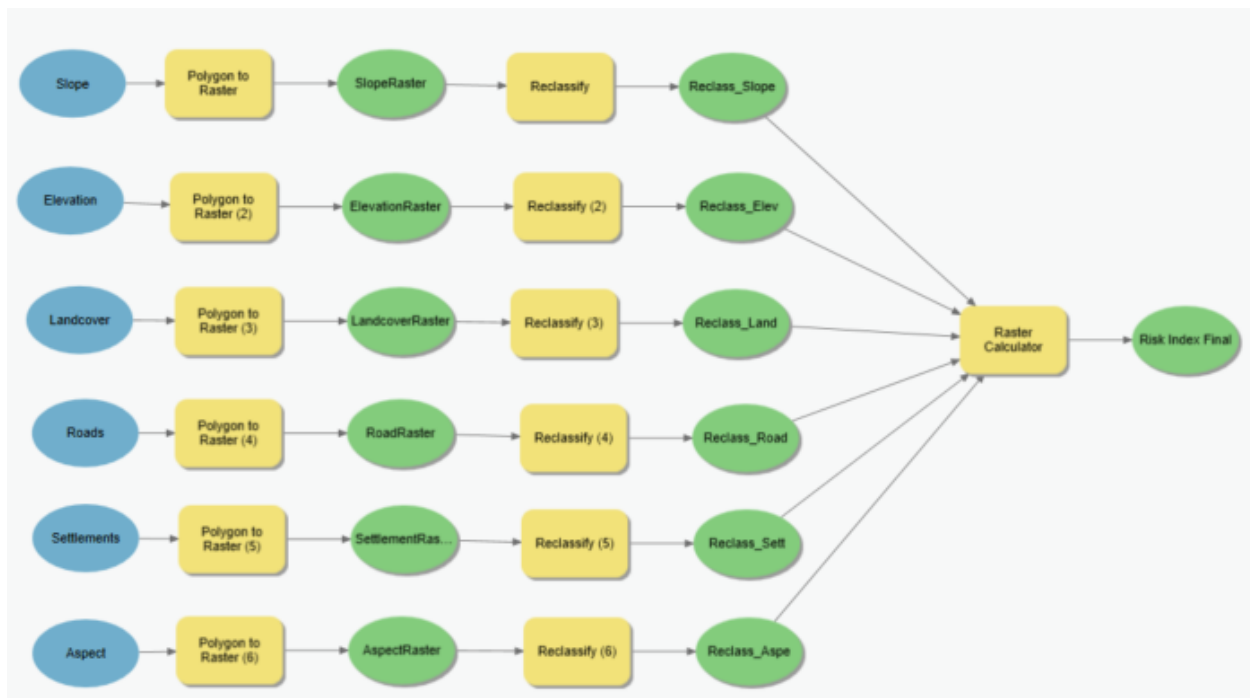 Slope
Polygon to
Raster
SlopeRaster
Reclassify
Reclass_Slope
Elevation
Polygon to
Raster (2)
ElevationRaster
Reclassify (2)
Reclass_Elev
Landcover
Polygon to
Raster (3)
LandcoverRaster
Reclassify (3)
Reclass_Land
Raster
Calculator
Risk Index Final
Roads
Polygon to
Raster (4)
RoadRaster
Reclassify (4)
Reclass_Road
Settlements
Polygon to
Raster (5)
SettlementRas...
Reclassify (5)
Reclass_Sett
Aspect
Polygon to
Raster (6)
AspectRaster
Reclassify (6)
Reclass_Aspe